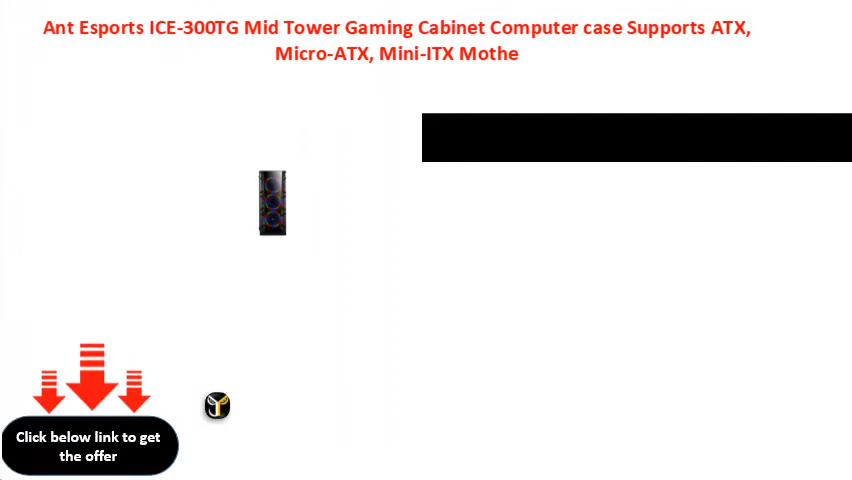 Ant Esports ICE-300TG Mid Tower Gaming Cabinet Computer case Supports ATX,
Micro-ATX, Mini-ITX Mothe
Click below link to get
the offer